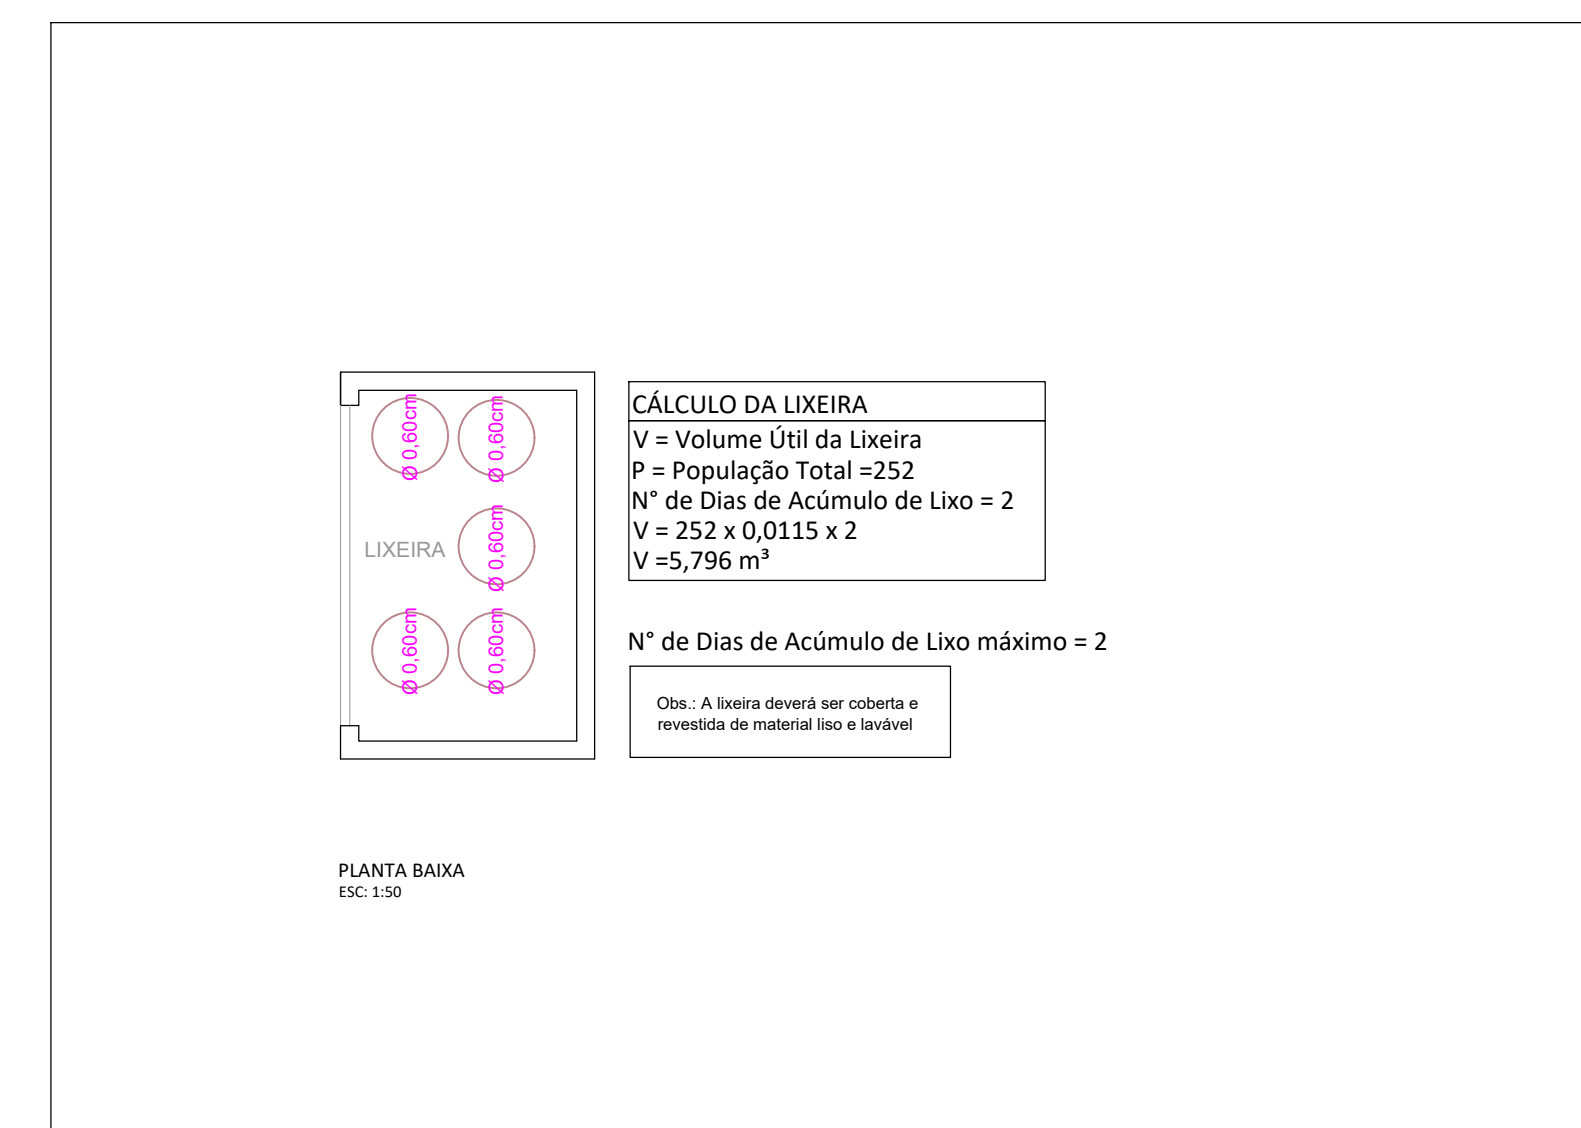 Ø 0,60cm
Ø 0,60cm
LIXEIRA
Ø 0,60cm
Ø 0,60cm
Ø 0,60cm
CÁLCULO DA LIXEIRA
V = Volume Útil da Lixeira
P = População Total =252
N° de Dias de Acúmulo de Lixo = 2
V = 252 x 0,0115 x 2
V =5,796 m³
N° de Dias de Acúmulo de Lixo máximo = 2
Obs.: A lixeira deverá ser coberta e
revestida de material liso e lavável
PLANTA BAIXA
ESC: 1:50